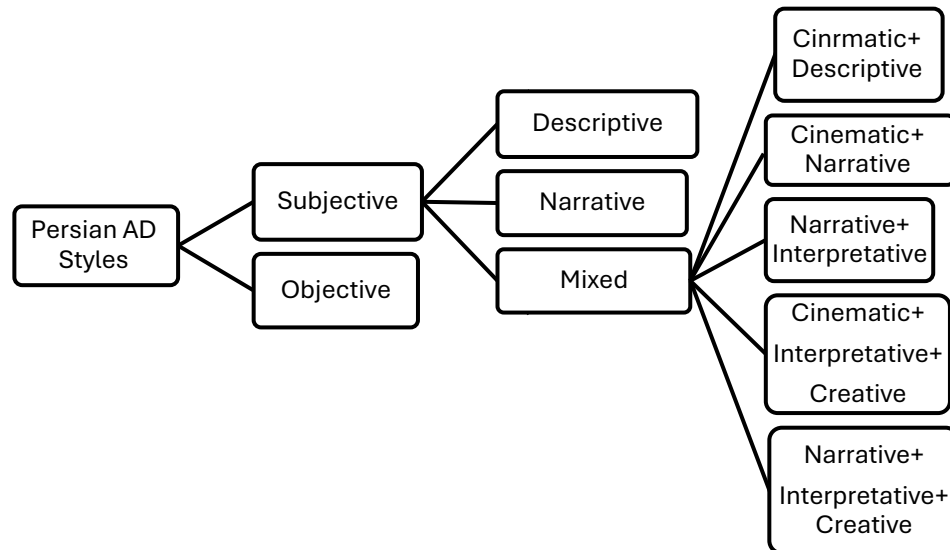 Persian AD
Styles
Subjective
Objective
Descriptive
Narrative
Mixed
Cinrmatic+
Descriptive
Cinematic+
Narrative
Narrative+
Interpretative
Cinematic+
Interpretative+
Creative
Narrative+
Interpretative+
Creative